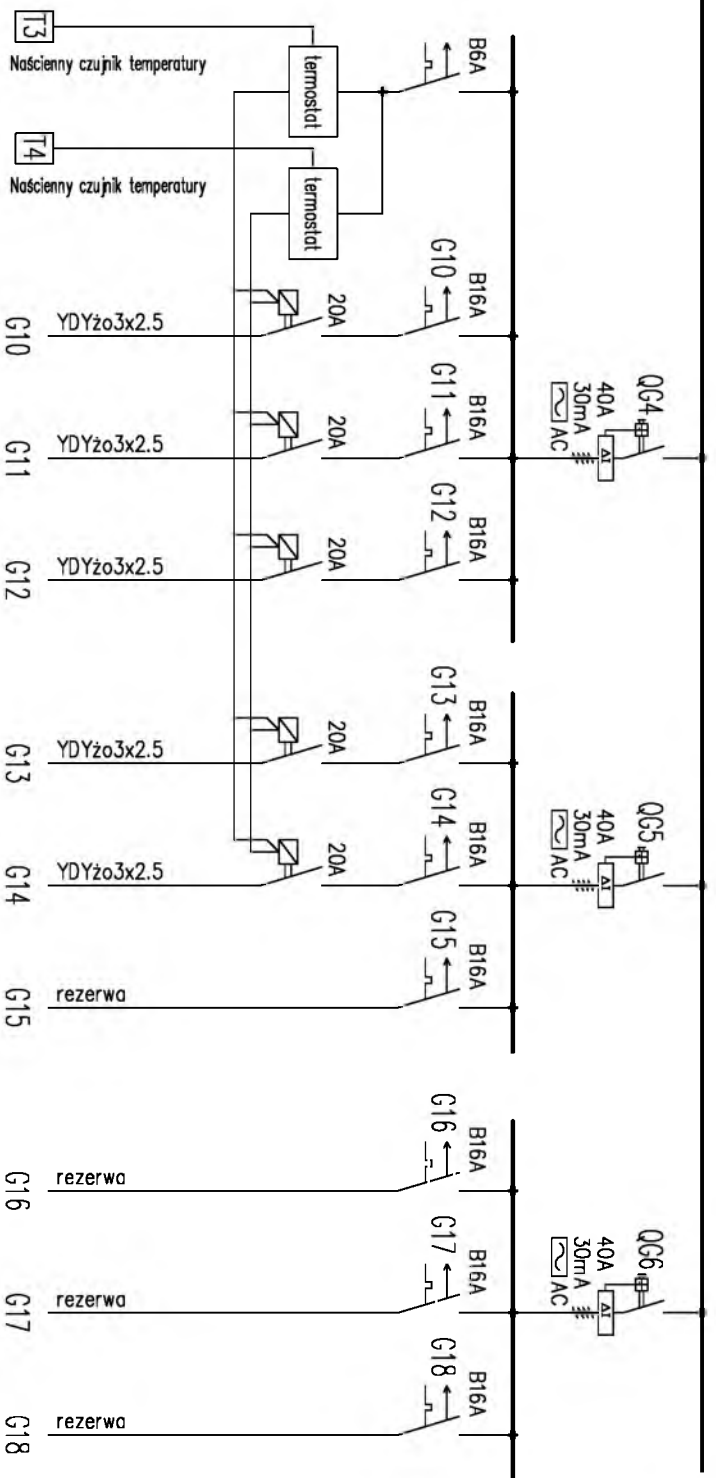 QG4
40A
30mA
AC
QG5
40A
30mA
AC
QG6
40A
30mA
AC
B6A
B16A
G10
B16A
G11
B16A
G12
B16A
G13
B16A
G14
B16A
G15
B16A
G16
B16A
G17
B16A
G18
termostat
termostat
20A
20A
20A
20A
20A
ΔI
ΔI
ΔI
T3
Naścienny czujnik temperatury
T4
Naścienny czujnik temperatury
YDYżo3x2.5
YDYżo3x2.5
YDYżo3x2.5
YDYżo3x2.5
YDYżo3x2.5
rezerwa
rezerwa
rezerwa
rezerwa
G10
G11
G12
G13
G14
G15
G16
G17
G18